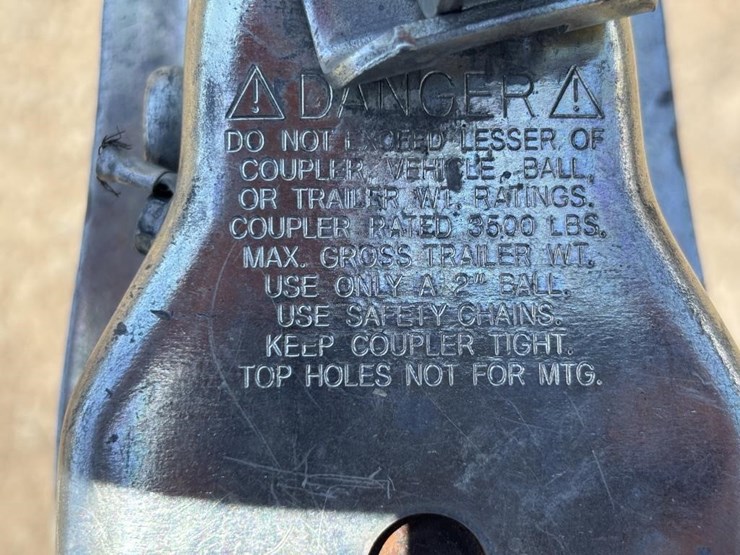 DANGER
DO NOT EXCEED LESSER OF
COUPLER, VEHICLE, BALL,
OR TRAILER WT. RATINGS.
COUPLER RATED 3500 LBS.
MAX. GROSS TRAILER WT.
USE ONLY A 2" BALL.
USE SAFETY CHAINS.
KEEP COUPLER TIGHT.
TOP HOLES NOT FOR MTG.